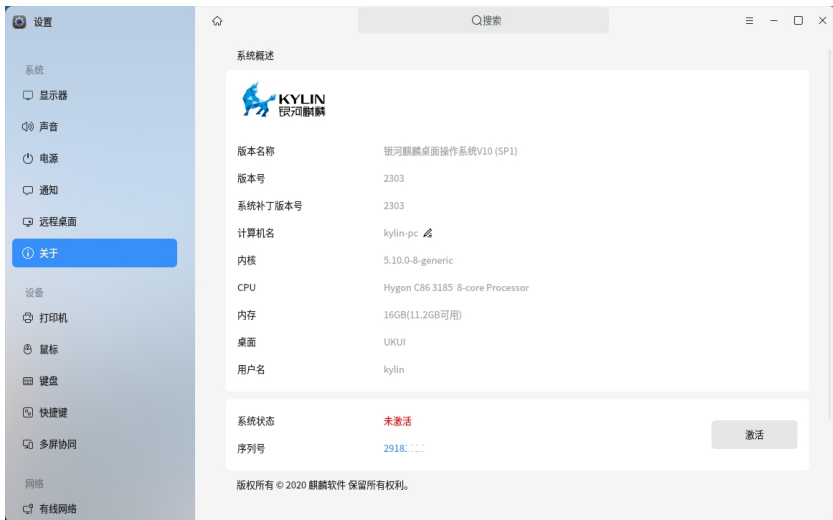 设置
搜索
系统
显示器
声音
电源
通知
远程桌面
关于
设备
打印机
鼠标
键盘
快捷键
多屏协同
网络
有线网络
系统概述
KYLIN
银河麒麟
版本名称 银河麒麟桌面操作系统V10 (SP1)
版本号 2303
系统补丁版本号 2303
计算机名 kylin-pc
内核 5.10.0-8-generic
CPU Hygon C86 3185 8-core Processor
内存 16GB(11.2GB可用)
桌面 UKUI
用户名 kylin
系统状态 未激活
激活
序列号
版权所有 © 2020 麒麟软件 保留所有权利。